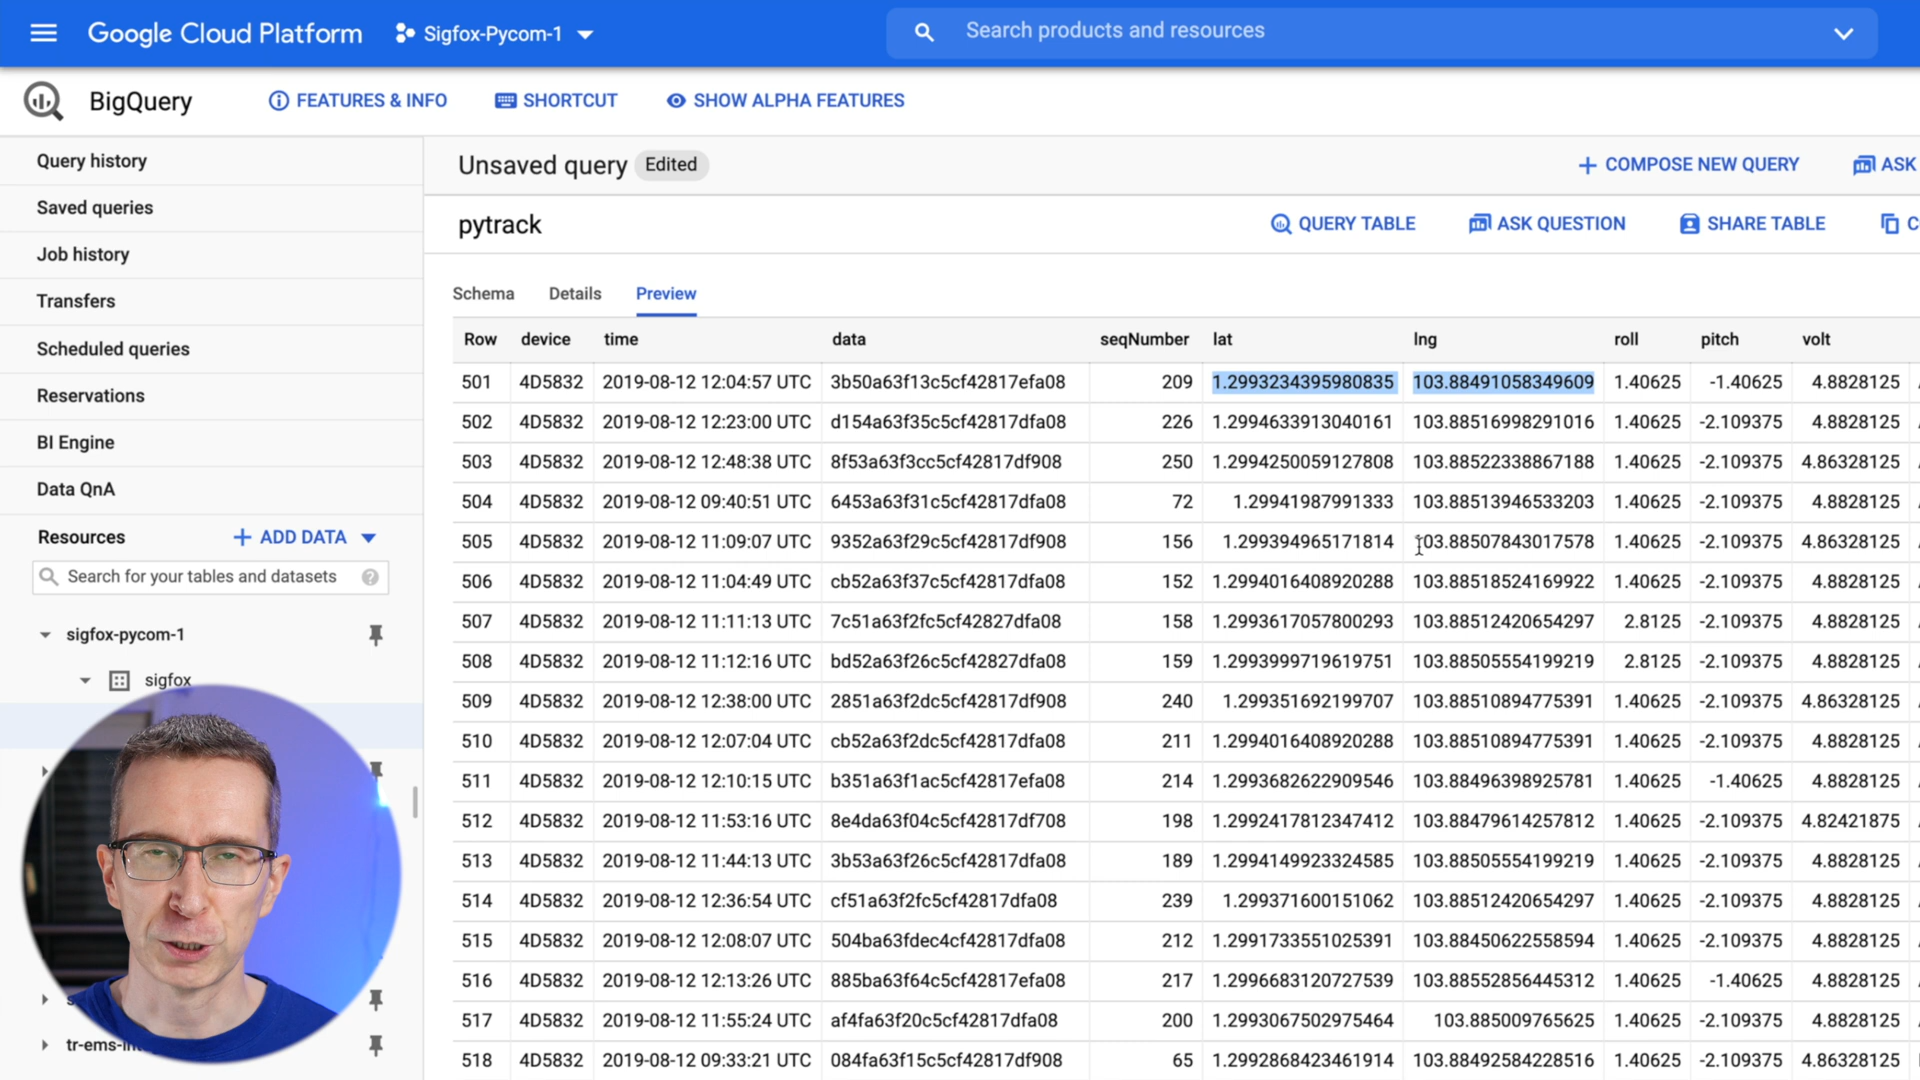 Google Cloud Platform Sigfox-Pycom-1 Search products and resources
BigQuery FEATURES & INFO SHORTCUT SHOW ALPHA FEATURES
Query history
Saved queries
Job history
Transfers
Scheduled queries
Reservations
BI Engine
Data QnA
Resources ADD DATA
Search for your tables and datasets
sigfox-pycom-1
sigfox
Unsaved query Edited COMPOSE NEW QUERY ASK
pytrack QUERY TABLE ASK QUESTION SHARE TABLE C
Schema Details Preview
Row device time data seqNumber lat lng roll pitch volt
501 4D5832 2019-08-12 12:04:57 UTC 3b50a63f13c5cf42817efa08 209 1.2993234395980835 103.88491058349609 1.40625 -1.40625 4.8828125
502 4D5832 2019-08-12 12:23:00 UTC d154a63f35c5cf42817dfa08 226 1.2994633913040161 103.88516998291016 1.40625 -2.109375 4.8828125
503 4D5832 2019-08-12 12:48:38 UTC 8f53a63f3cc5cf42817df908 250 1.2994250059127808 103.88522338867188 1.40625 -2.109375 4.86328125
504 4D5832 2019-08-12 09:40:51 UTC 6453a63f31c5cf42817dfa08 72 1.29941987991333 103.88513946533203 1.40625 -2.109375 4.8828125
505 4D5832 2019-08-12 11:09:07 UTC 9352a63f29c5cf42817df908 156 1.299394965171814 103.88507843017578 1.40625 -2.109375 4.86328125
506 4D5832 2019-08-12 11:04:49 UTC cb52a63f37c5cf42817dfa08 152 1.2994016408920288 103.88518524169922 1.40625 -2.109375 4.8828125
507 4D5832 2019-08-12 11:11:13 UTC 7c51a63f2fc5cf42827dfa08 158 1.2993617057800293 103.88512420654297 2.8125 -2.109375 4.8828125
508 4D5832 2019-08-12 11:12:16 UTC bd52a63f26c5cf42827dfa08 159 1.2993999719619751 103.88505554199219 2.8125 -2.109375 4.8828125
509 4D5832 2019-08-12 12:38:00 UTC 2851a63f2dc5cf42817df908 240 1.299351692199707 103.88510894775391 1.40625 -2.109375 4.86328125
510 4D5832 2019-08-12 12:07:04 UTC cb52a63f2dc5cf42817dfa08 211 1.2994016408920288 103.88510894775391 1.40625 -2.109375 4.8828125
511 4D5832 2019-08-12 12:10:15 UTC b351a63f1ac5cf42817efa08 214 1.2993682622909546 103.88496398925781 1.40625 -1.40625 4.8828125
512 4D5832 2019-08-12 11:53:16 UTC 8e4da63f04c5cf42817df708 198 1.2992417812347412 103.88479614257812 1.40625 -2.109375 4.82421875
513 4D5832 2019-08-12 11:44:13 UTC 3b53a63f26c5cf42817dfa08 189 1.2994149923324585 103.88505554199219 1.40625 -2.109375 4.8828125
514 4D5832 2019-08-12 12:36:54 UTC cf51a63f2fc5cf42817dfa08 239 1.299371600151062 103.88512420654297 1.40625 -2.109375 4.8828125
515 4D5832 2019-08-12 12:08:07 UTC 504ba63fdec4cf42817dfa08 212 1.2991733551025391 103.88450622558594 1.40625 -2.109375 4.8828125
516 4D5832 2019-08-12 12:13:26 UTC 885ba63f64c5cf42817efa08 217 1.2996683120727539 103.88552856445312 1.40625 -1.40625 4.8828125
517 4D5832 2019-08-12 11:55:24 UTC af4fa63f20c5cf42817dfa08 200 1.2993067502975464 103.885009765625 1.40625 -2.109375 4.8828125
518 4D5832 2019-08-12 09:33:21 UTC 084fa63f15c5cf42817df908 65 1.2992868423461914 103.88492584228516 1.40625 -2.109375 4.86328125